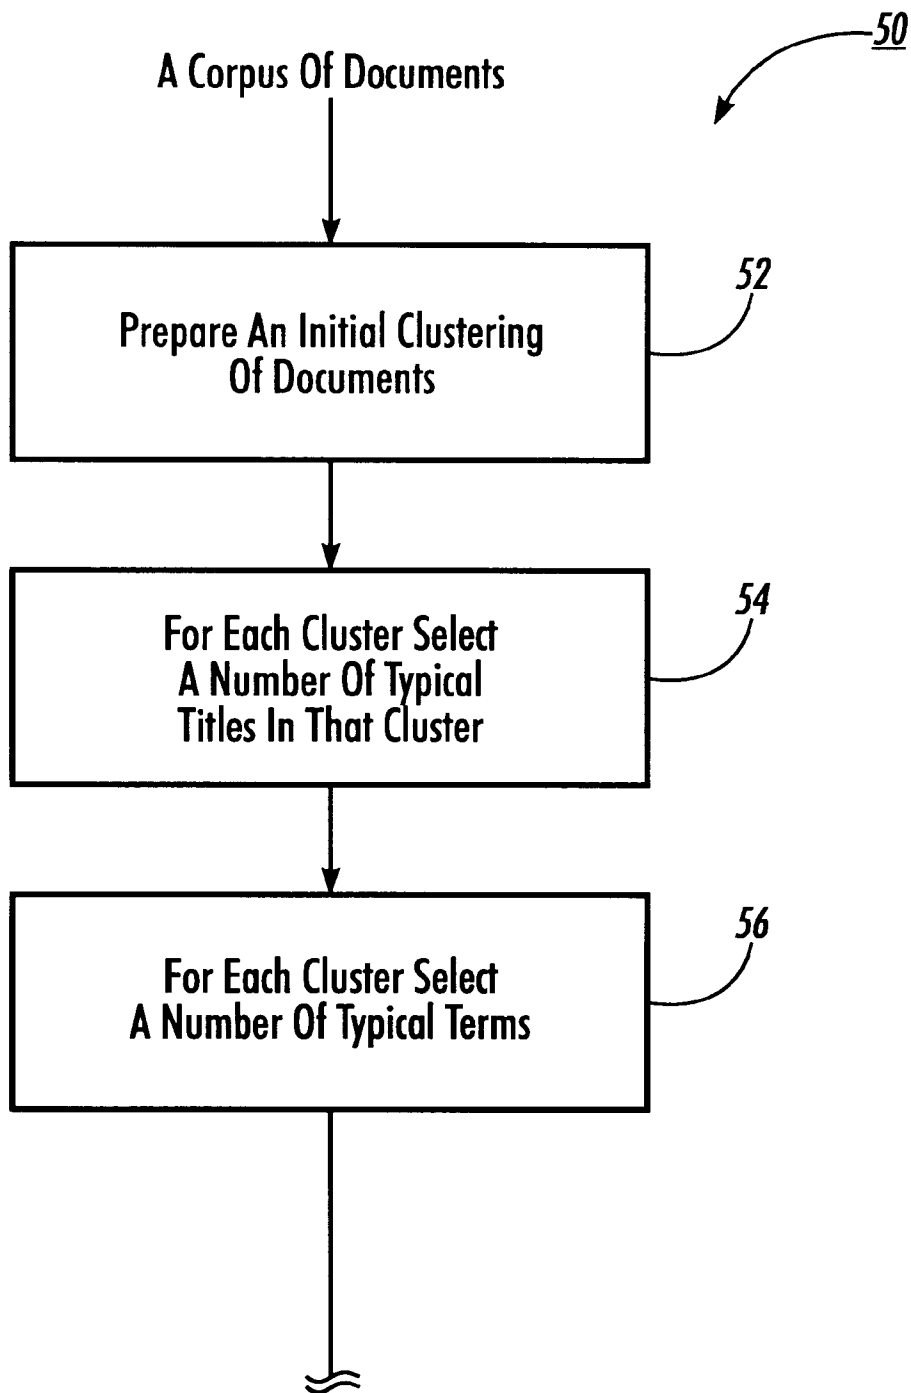 50
A Corpus Of Documents
52
Prepare An Initial Clustering
Of Documents
54
For Each Cluster Select
A Number Of Typical
Titles In That Cluster
56
For Each Cluster Select
A Number Of Typical Terms